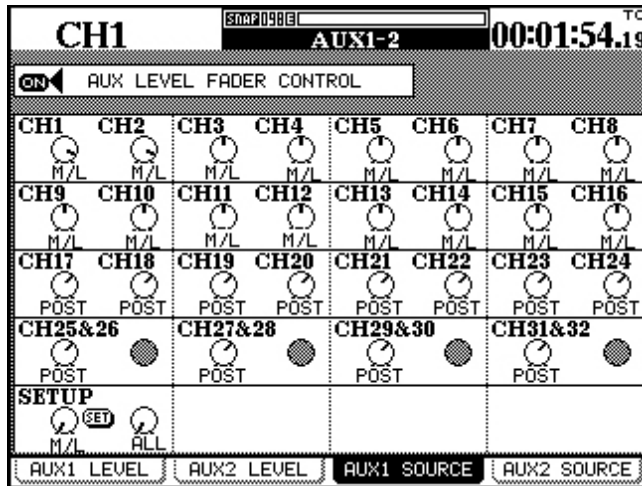 CH1 SNAP 098 E TC
AUX1-2 00:01:54.19
ON AUX LEVEL FADER CONTROL
CH1 CH2 CH3 CH4 CH5 CH6 CH7 CH8
M/L M/L M/L M/L M/L M/L M/L M/L
CH9 CH10 CH11 CH12 CH13 CH14 CH15 CH16
M/L M/L M/L M/L M/L M/L M/L M/L
CH17 CH18 CH19 CH20 CH21 CH22 CH23 CH24
POST POST POST POST POST POST POST POST
CH25&26 CH27&28 CH29&30 CH31&32
POST POST POST POST
SETUP
SET
M/L ALL
AUX1 LEVEL AUX2 LEVEL AUX1 SOURCE AUX2 SOURCE